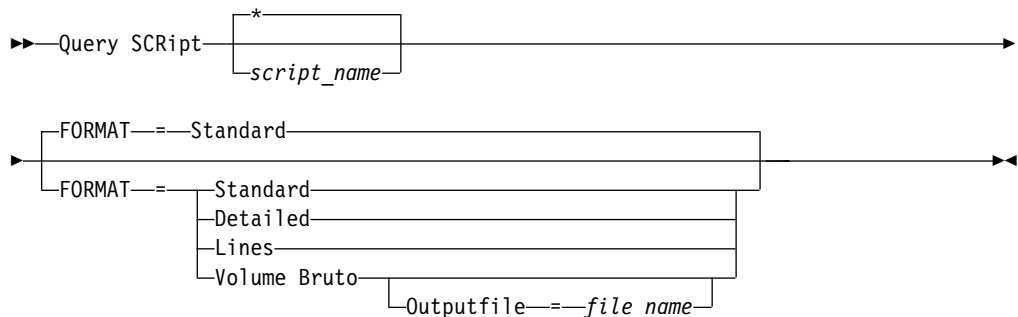 *
Query SCRipt
script_name
FORMAT = Standard
FORMAT = Standard
Detailed
Lines
Volume Bruto
Outputfile = file name